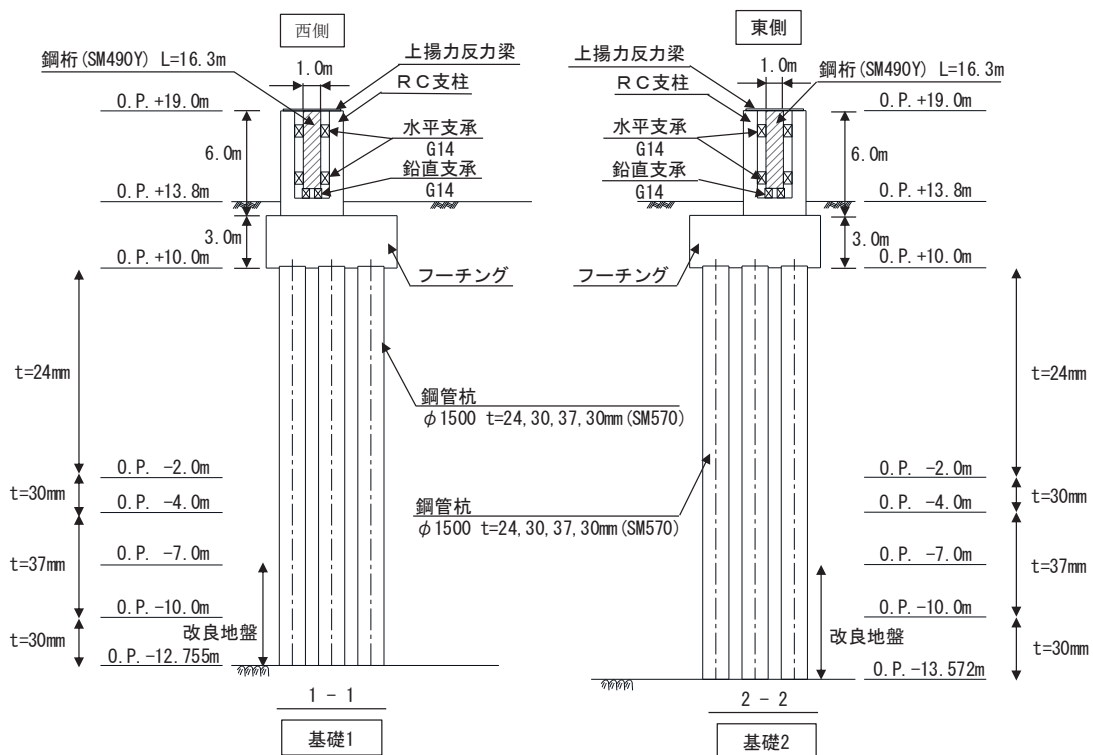 西側
鋼桁(SM490Y) L=16.3m
1.0m
上揚力反力梁
RC支柱
O.P.+19.0m
水平支承
G14
6.0m
鉛直支承
G14
O.P.+13.8m
3.0m
O.P.+10.0m
フーチング
t=24mm
鋼管杭
φ1500 t=24,30,37,30mm(SM570)
O.P. -2.0m
t=30mm
O.P. -4.0m
O.P. -7.0m
t=37mm
O.P.-10.0m
改良地盤
t=30mm
O.P.-12.755m
1 - 1
基礎1
東側
上揚力反力梁
1.0m
鋼桁(SM490Y) L=16.3m
RC支柱
O.P.+19.0m
水平支承
G14
6.0m
鉛直支承
G14
O.P.+13.8m
3.0m
O.P.+10.0m
フーチング
t=24mm
鋼管杭
φ1500 t=24,30,37,30mm(SM570)
O.P. -2.0m
t=30mm
O.P. -4.0m
O.P. -7.0m
t=37mm
O.P.-10.0m
改良地盤
t=30mm
O.P.-13.572m
2 - 2
基礎2